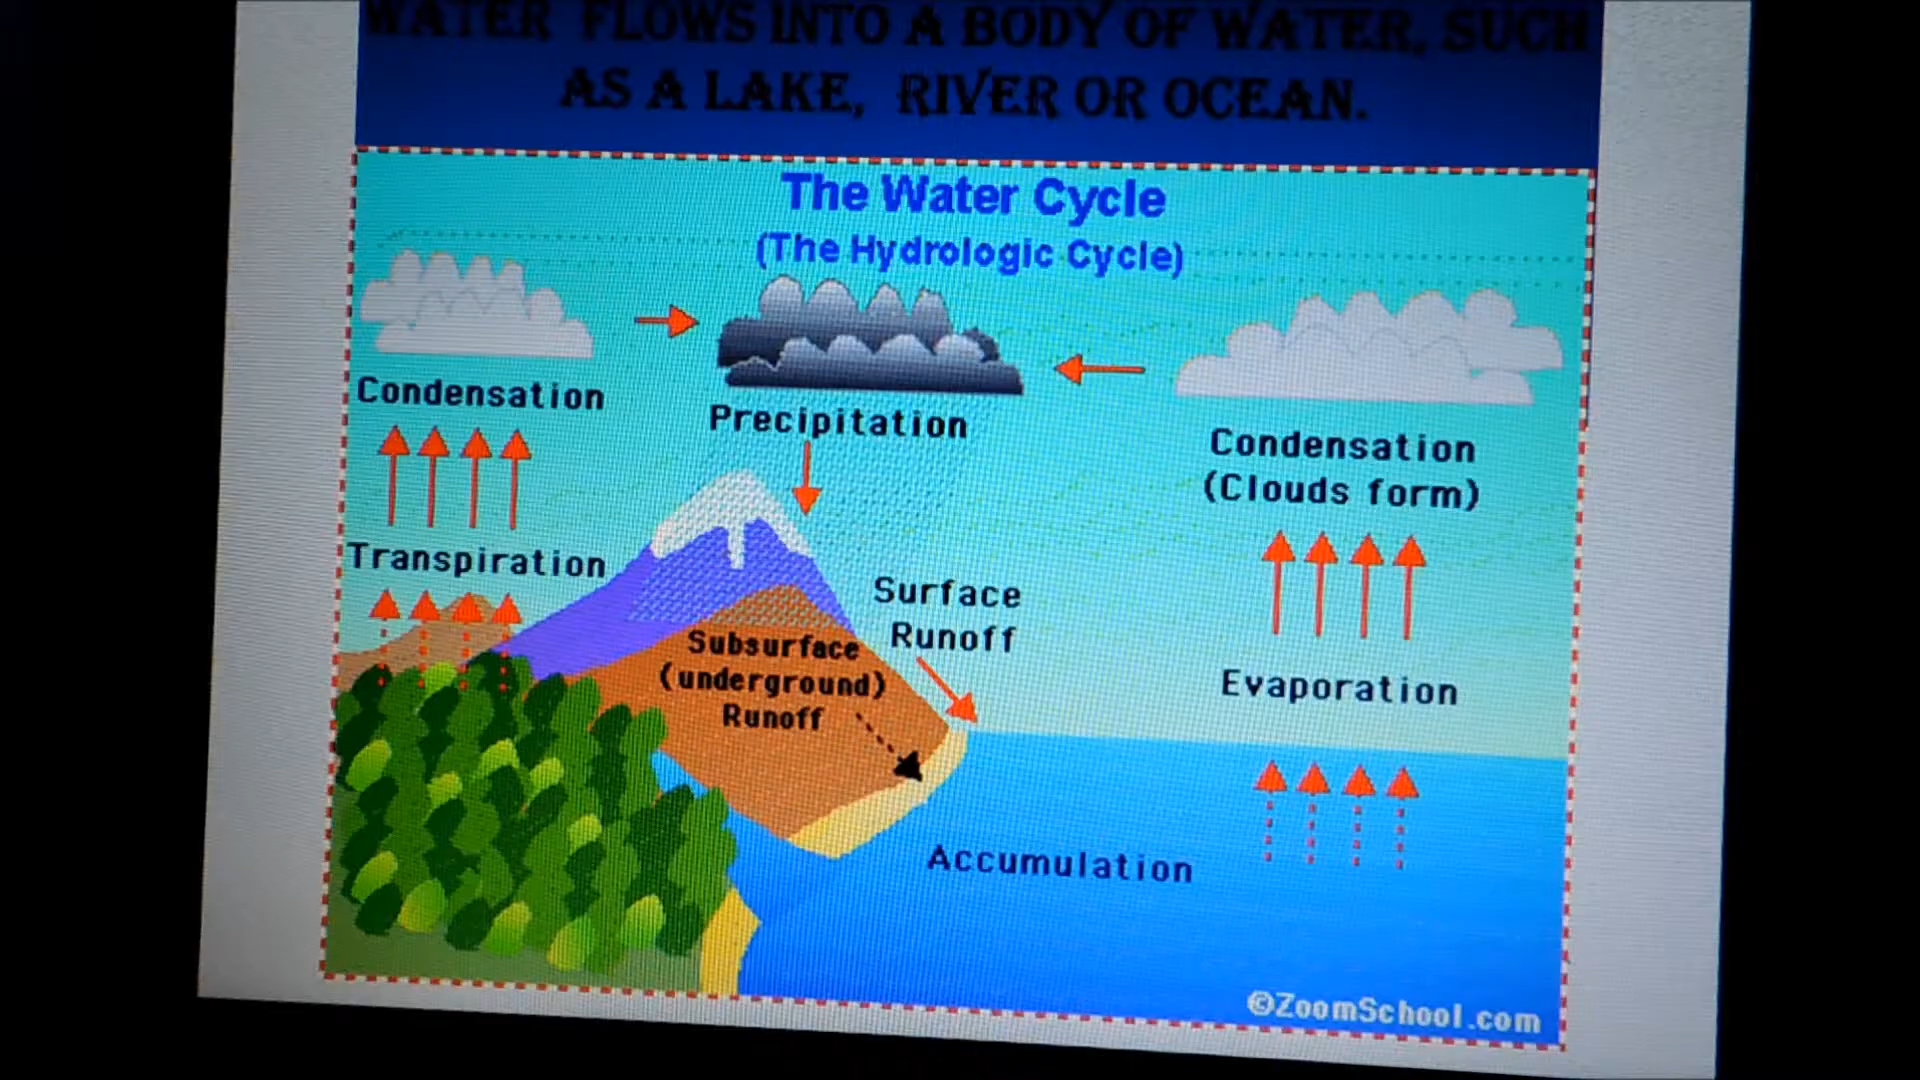 WATER FLOWS INTO A BODY OF WATER, SUCH
AS A LAKE, RIVER OR OCEAN.
The Water Cycle
(The Hydrologic Cycle)
Condensation
Precipitation
Condensation
(Clouds form)
Transpiration
Surface
Runoff
Subsurface
(underground)
Runoff
Evaporation
Accumulation
©ZoomSchool.com